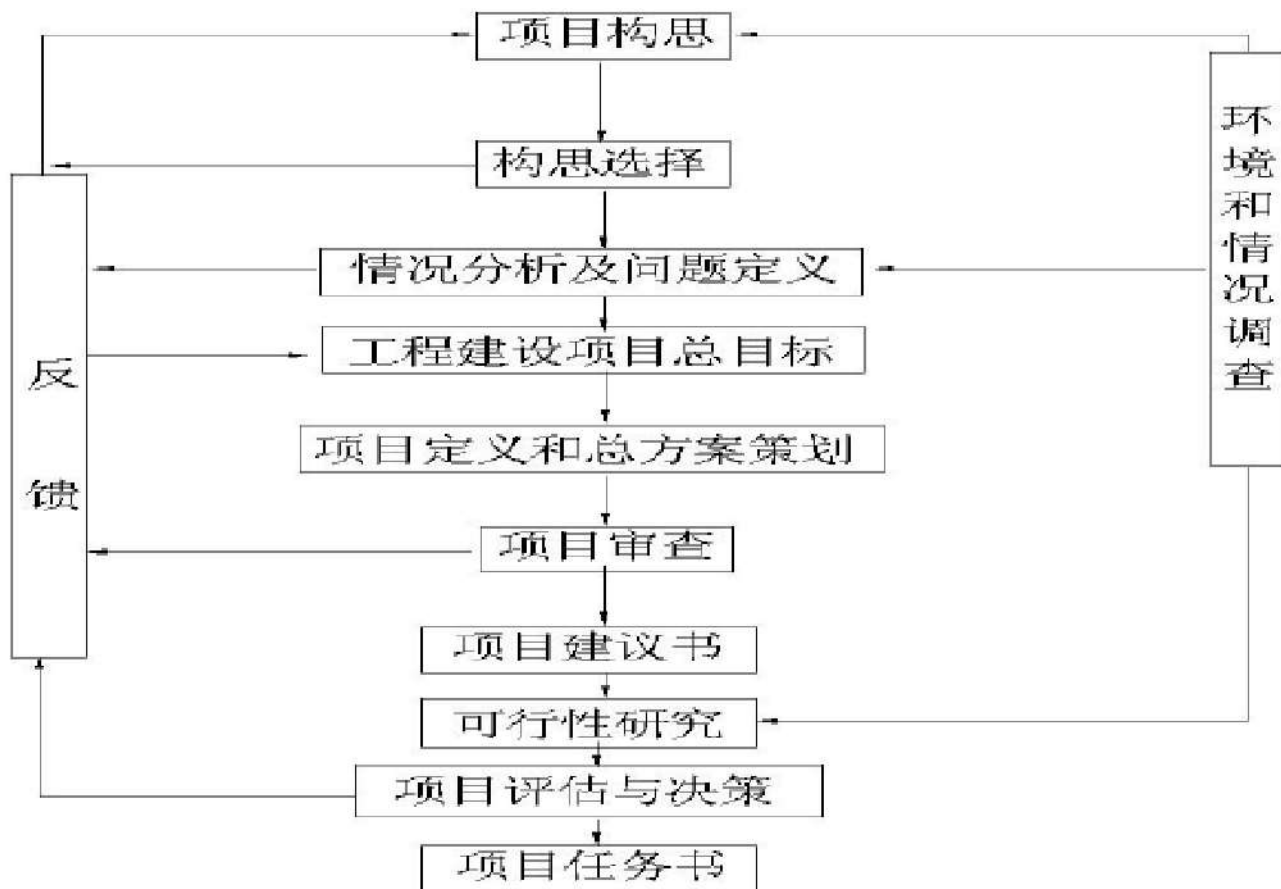 项目构思
构思选择
情况分析及问题定义
工程建设项目总目标
项目定义和总方案策划
项目审查
项目建议书
可行性研究
项目评估与决策
项目任务书
反馈
环境和情况调查